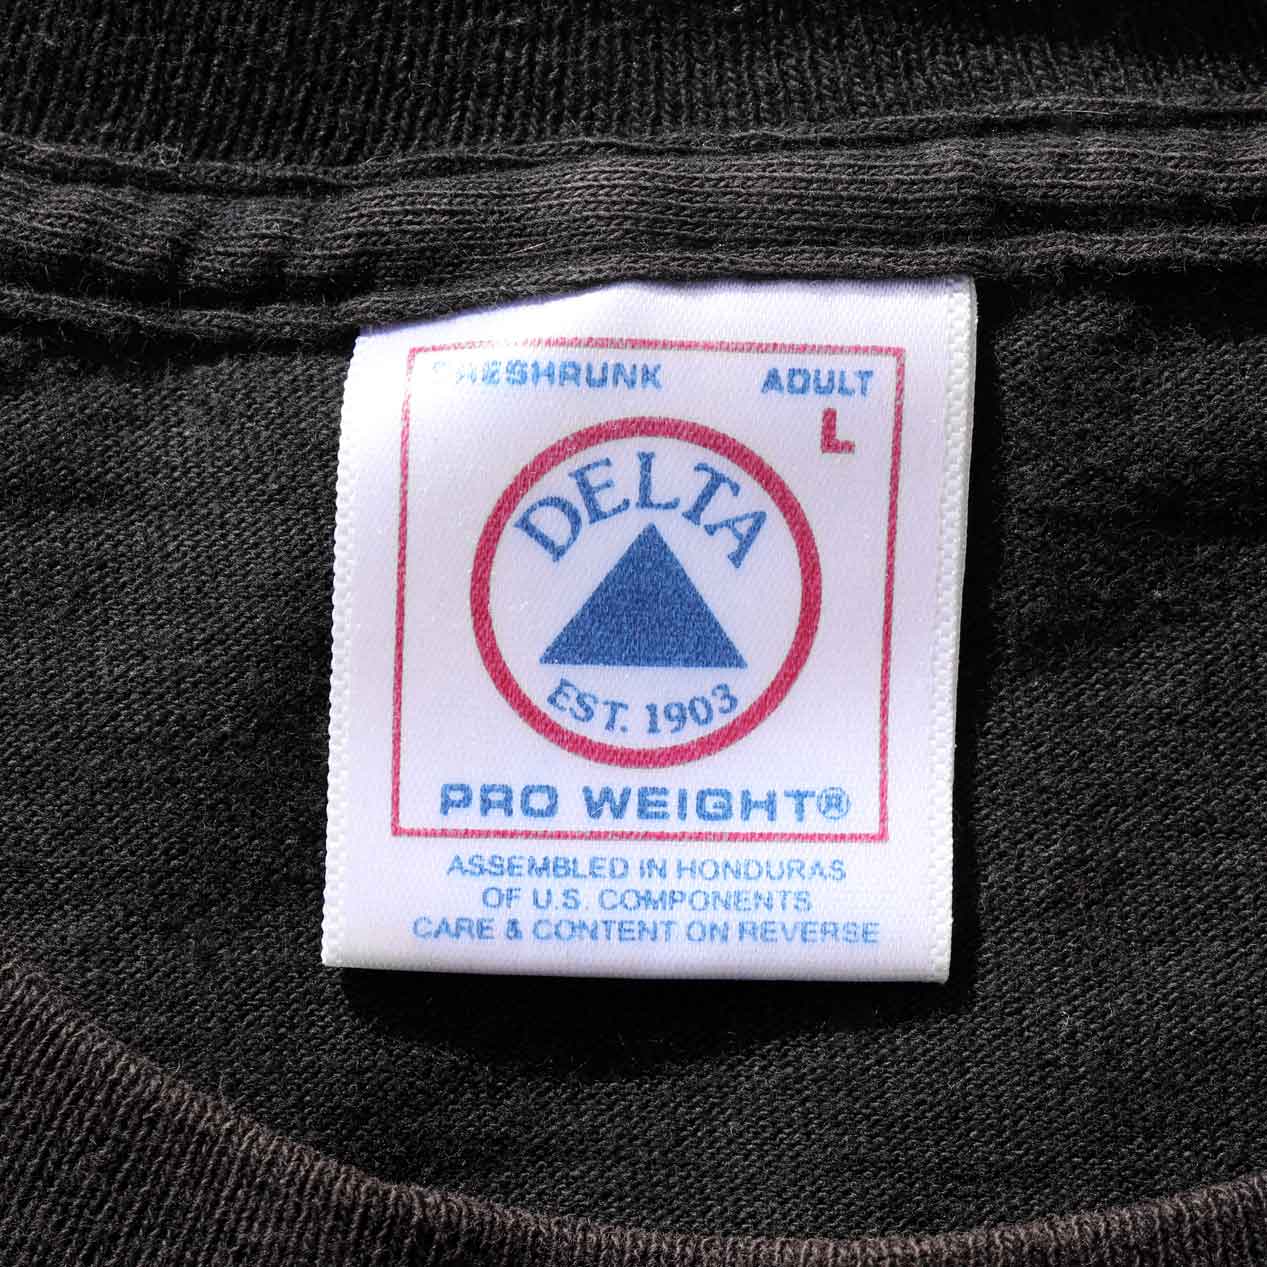 PRESHRUNK ADULT
L
DELTA
EST. 1903
PRO WEIGHT®
ASSEMBLED IN HONDURAS
OF U.S. COMPONENTS
CARE & CONTENT ON REVERSE